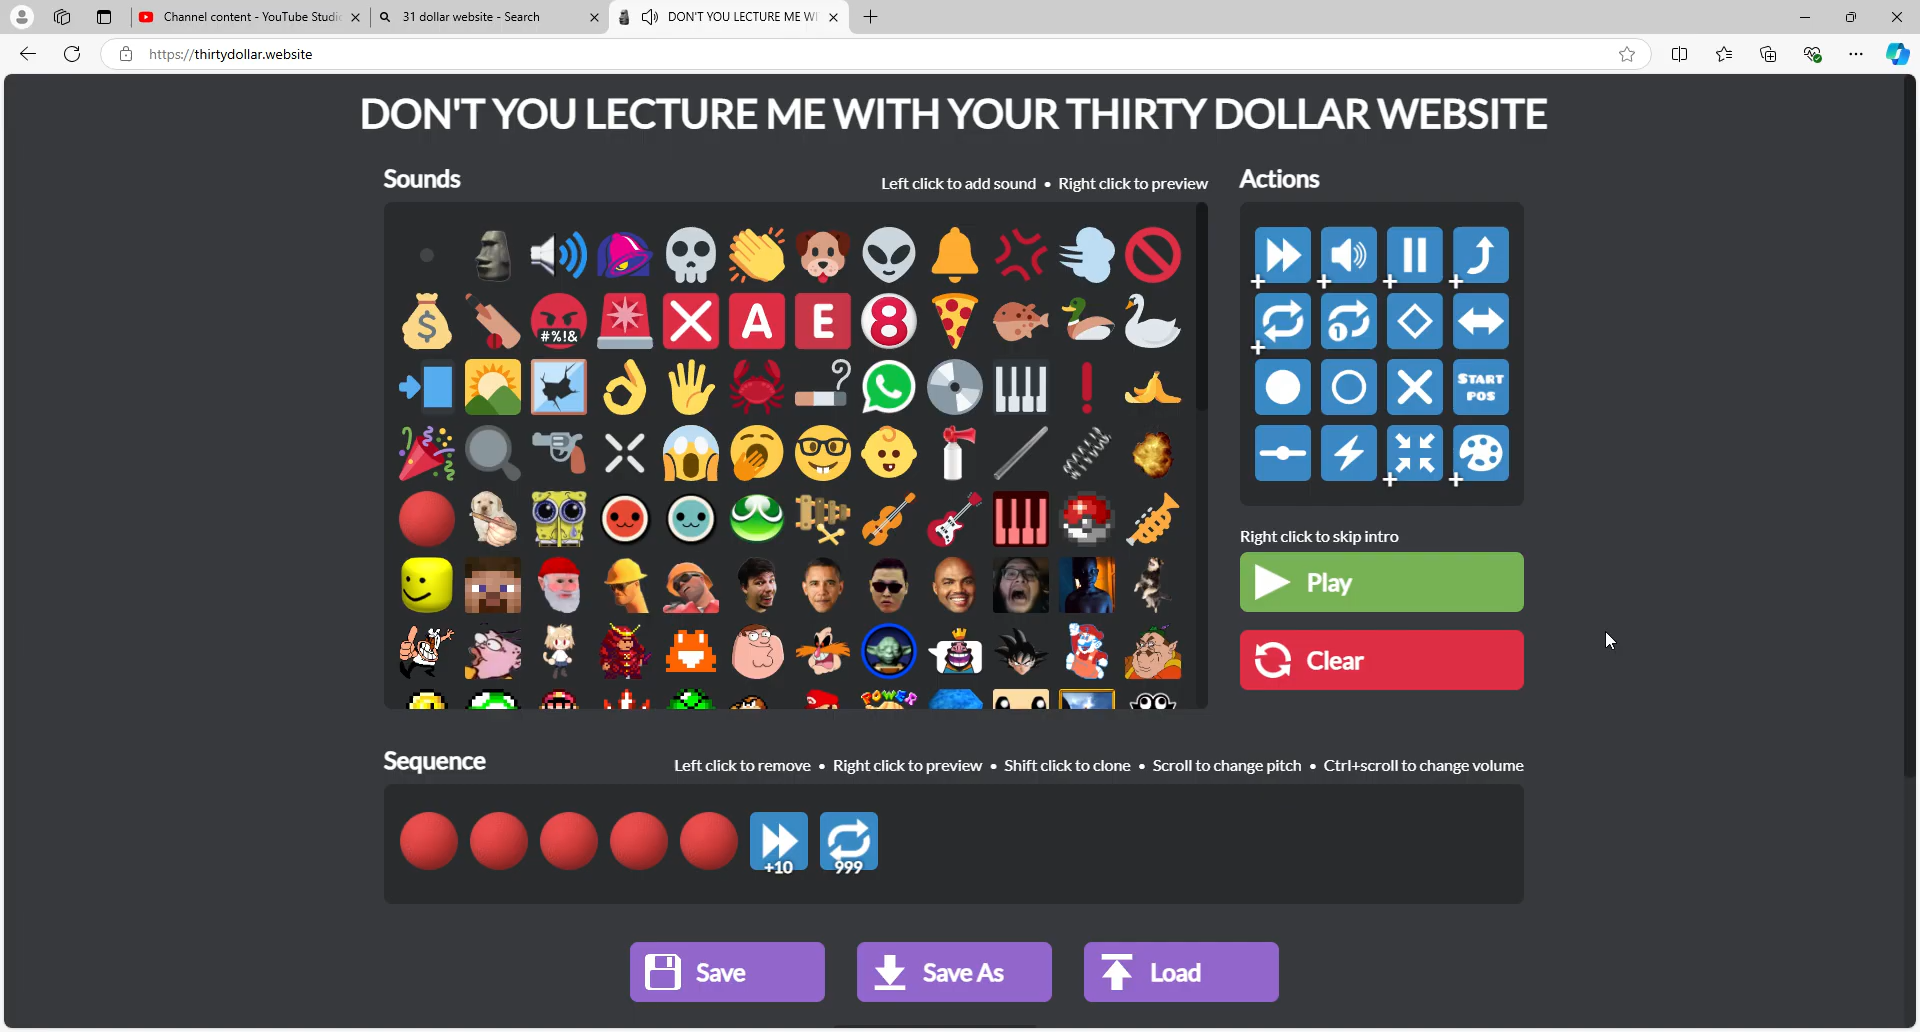 Channel content - YouTube Studio
31 dollar website - Search
DON'T YOU LECTURE ME WI
https://thirtydollar.website
DON'T YOU LECTURE ME WITH YOUR THIRTY DOLLAR WEBSITE
Sounds
Left click to add sound • Right click to preview
Actions
#%!&
A
E
8
START
POS
Right click to skip intro
Play
POWER
Clear
Sequence
Left click to remove • Right click to preview • Shift click to clone • Scroll to change pitch • Ctrl+scroll to change volume
+10
999
Save
Save As
Load